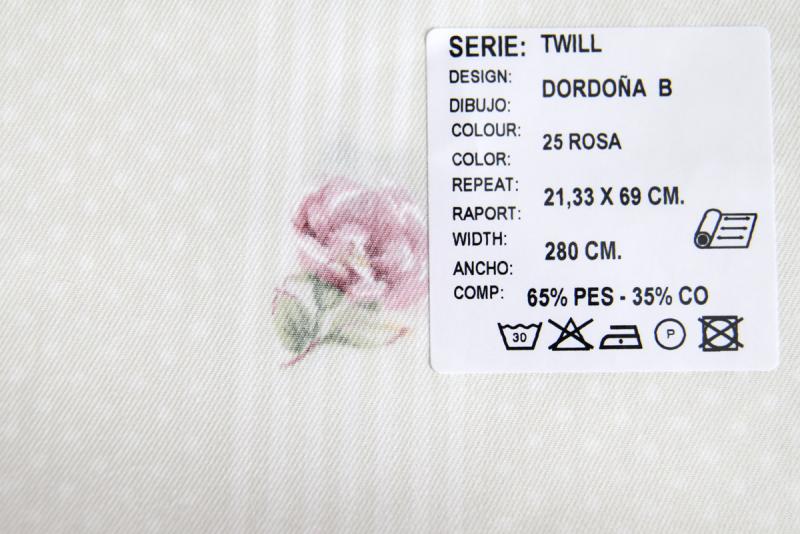 SERIE: TWILL
DESIGN:
DIBUJO:
DORDOÑA B
COLOUR:
COLOR:
25 ROSA
REPEAT:
RAPORT:
21,33 X 69 CM.
WIDTH:
ANCHO:
280 CM.
COMP: 65% PES - 35% CO
30 P